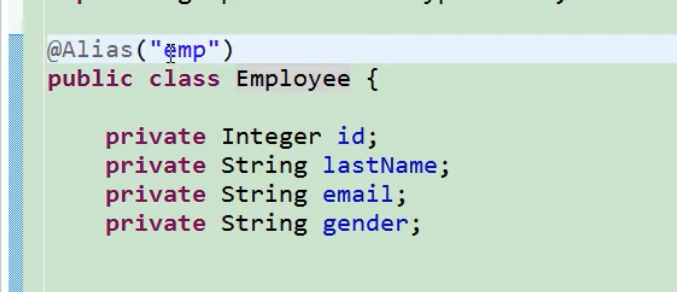 @Alias("emp")
public class Employee {
private Integer id;
private String lastName;
private String email;
private String gender;